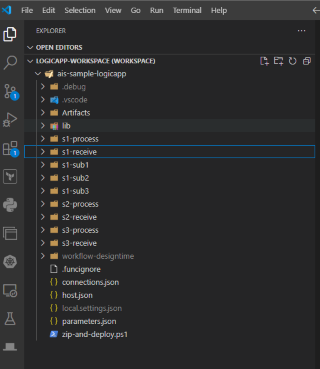 File Edit Selection View Go Run Terminal Help
EXPLORER
OPEN EDITORS
LOGICAPP-WORKSPACE (WORKSPACE)
ais-sample-logicapp
.debug
.vscode
Artifacts
lib
s1-process
s1-receive
s1-sub1
s1-sub2
s1-sub3
s2-process
s2-receive
s3-process
s3-receive
workflow-designtime
.funcignore
connections.json
host.json
local.settings.json
parameters.json
zip-and-deploy.ps1
1
1